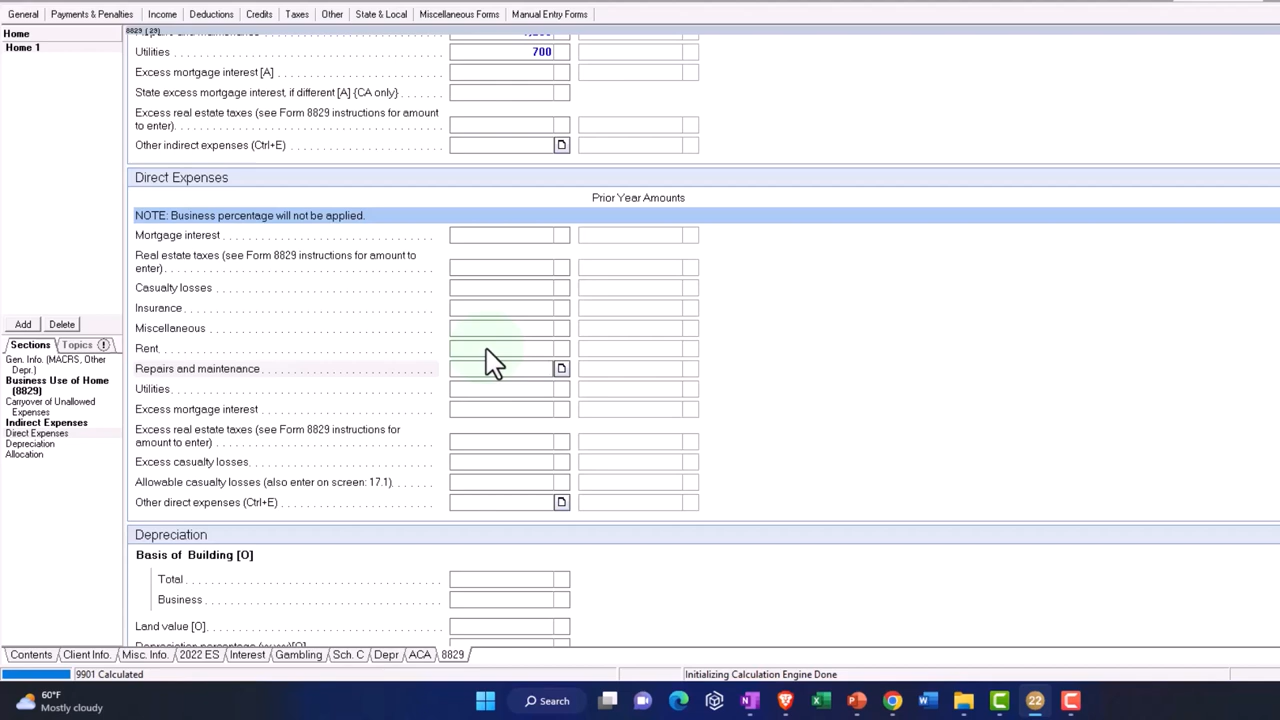 General Payments & Penalties Income Deductions Credits Taxes Other State & Local Miscellaneous Forms Manual Entry Forms
Home
Home 1
Add Delete
Sections Topics
Gen. Info. (MACRS, Other
Depr.)
Business Use of Home
(8829)
Carryover of Unallowed
Expenses
Indirect Expenses
Direct Expenses
Depreciation
Allocation
8829 (29)
Utilities 700
Excess mortgage interest [A]
State excess mortgage interest, if different [A] {CA only}
Excess real estate taxes (see Form 8829 instructions for amount
to enter)
Other indirect expenses (Ctrl+E)
Direct Expenses
Prior Year Amounts
NOTE: Business percentage will not be applied.
Mortgage interest
Real estate taxes (see Form 8829 instructions for amount to
enter)
Casualty losses
Insurance
Miscellaneous
Rent
Repairs and maintenance
Utilities
Excess mortgage interest
Excess real estate taxes (see Form 8829 instructions for
amount to enter)
Excess casualty losses
Allowable casualty losses (also enter on screen: 17.1)
Other direct expenses (Ctrl+E)
Depreciation
Basis of Building [O]
Total
Business
Land value [O]
Contents Client Info. Misc. Info. 2022 ES Interest Gambling Sch. C Depr ACA 8829
9901 Calculated Initializing Calculation Engine Done
60°F
Mostly cloudy
Search
22